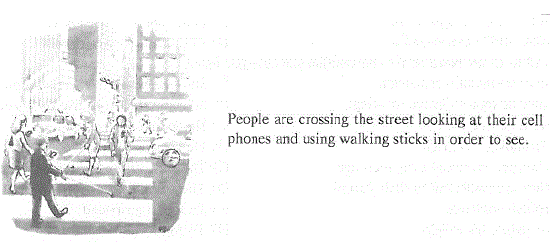 People are crossing the street looking at their cell
phones and using walking sticks in order to see.